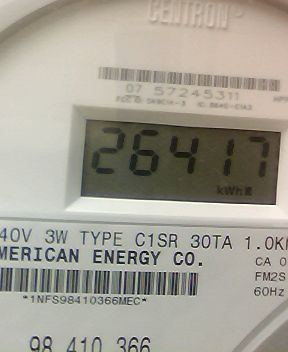 CENTRON®
07 57245311
26417
kWh
40V 3W TYPE C1SR 30TA 1.0K
MERICAN ENERGY CO.
CA 0
FM2S
60Hz
*1NFS98410366MEC*
98 410 366